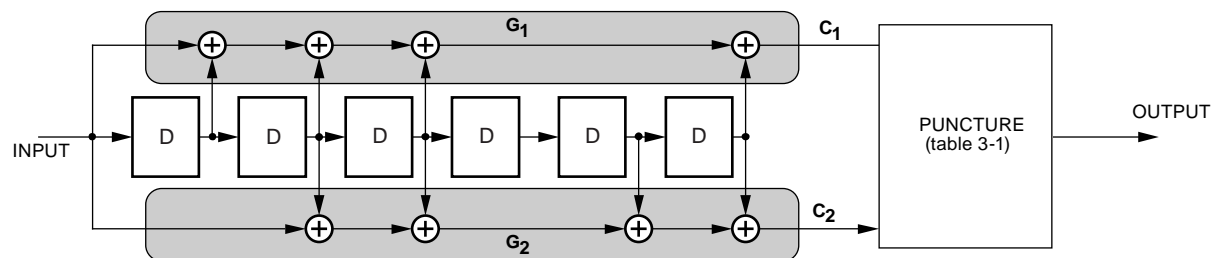 G1
C1
D D D D D D
INPUT
PUNCTURE
(table 3-1)
OUTPUT
G2
C2